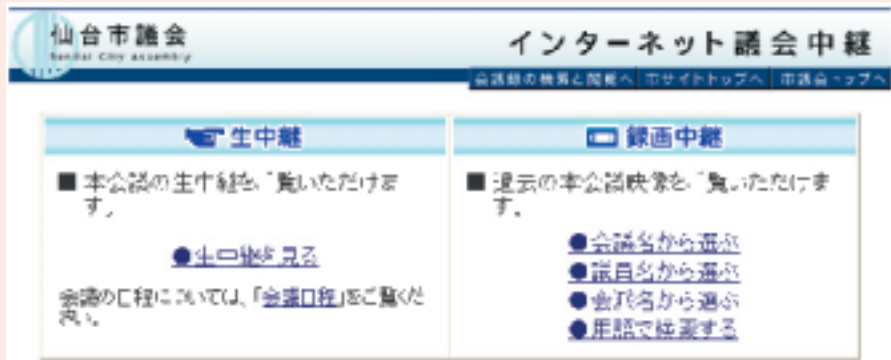 仙台市議会
Sendai City Assembly
インターネット議会中継
会議録の検索と閲覧へ 市サイトトップへ 市議会トップへ
生中継
録画中継
■ 本会議の生中継をご覧いただけま
す。
●生中継を見る
会議の日程については、「会議日程」をご覧くだ
さい。
■ 過去の本会議映像をご覧いただけま
す。
●会議名から選ぶ
●議員名から選ぶ
●会派名から選ぶ
●用語で検索する